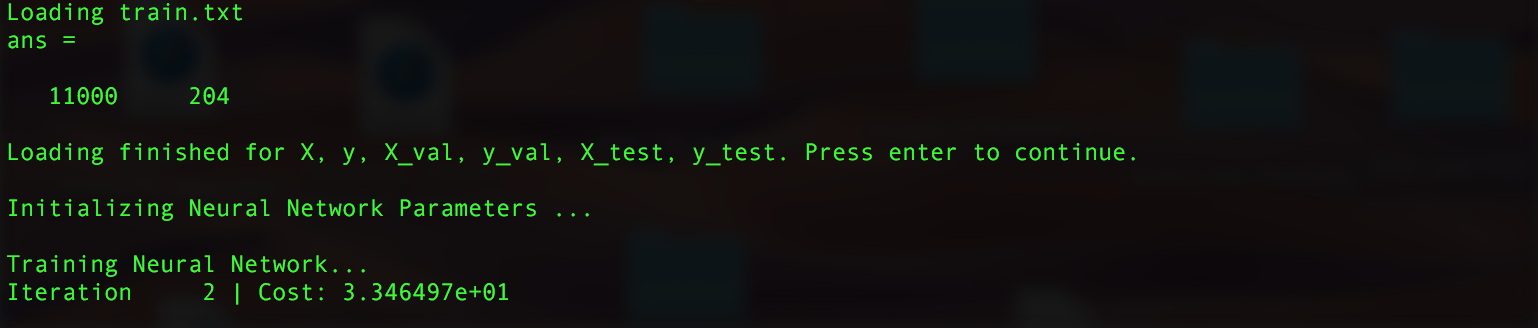 Loading train.txt
ans =
11000 204
Loading finished for X, y, X_val, y_val, X_test, y_test. Press enter to continue.
Initializing Neural Network Parameters ...
Training Neural Network...
Iteration 2 | Cost: 3.346497e+01